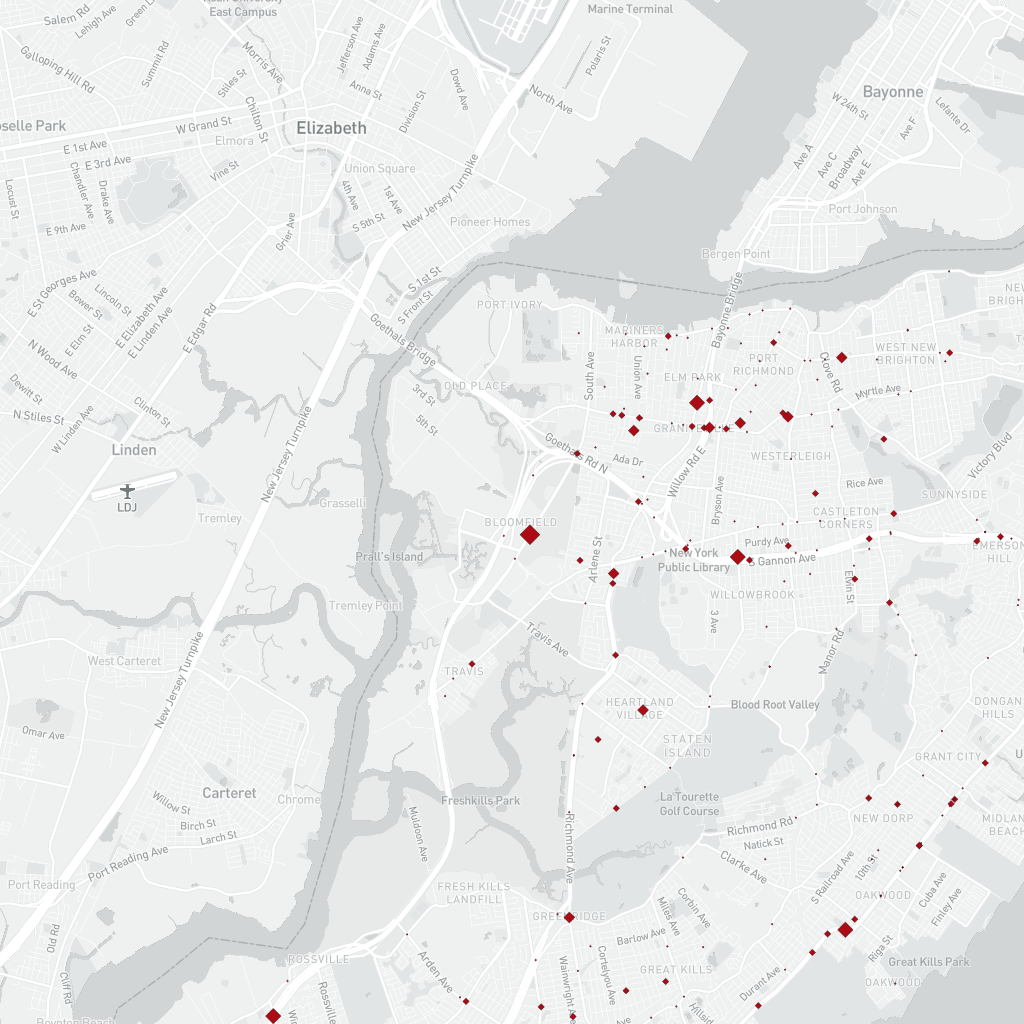 East Campus
Marine Terminal
Salem Rd
Lehigh Ave
Green L
Galloping Hill Rd
Summit Rd
Morris Ave
Stiles St
Chilton St
Jefferson Ave
Adams Ave
Anna St
Division St
Dowd Ave
Polaris St
North Ave
Bayonne
W 24th St
Ave F
Lefante Dr
Ave A
Ave C
Broadway
Ave E
oselle Park
W Grand St
Elizabeth
Elmora
E 1st Ave
E 3rd Ave
Vine St
Union Square
Chandler Ave
Drake Ave
Locust St
E 9th Ave
4th Ave
1st Ave
S 5th St
Grier Ave
New Jersey Turnpike
Pioneer Homes
Port Johnson
Bergen Point
E St Georges Ave
Lincoln St
Bower St
E Elm St
E Elizabeth Ave
E Linden Ave
E Edgar Rd
S 1st St
S Front St
Goethals Bridge
PORT IVORY
Bayonne Bridge
NEW
BRIGH
MARINERS
HARBOR
South Ave
Union Ave
PORT
RICHMOND
WEST NEW
BRIGHTON
Clove Rd
Myrtle Ave
ELM PARK
OLD PLACE
3rd St
5th St
N Wood Ave
Dewitt St
N Stiles St
W Linden Ave
Clinton St
Linden
LDJ
New Jersey Turnpike
Tremley
Grasselli
Goethals Rd N
Ada Dr
Willow Rd E
WESTERLEIGH
Victory Blvd
Rice Ave
SUNNYSIDE
Bryson Ave
CASTLETON
CORNERS
BLOOMFIELD
Prall's Island
Tremley Point
Arlene St
New York
Public Library
Purdy Ave
S Gannon Ave
EMERSON
HILL
WILLOWBROOK
Elvin St
3 Ave
Manor Rd
Travis Ave
TRAVIS
West Carteret
New Jersey Turnpike
Omar Ave
HEARTLAND
VILLAGE
Blood Root Valley
STATEN
ISLAND
DONGAN
HILLS
GRANT CITY
Carteret
Chrome
Willow St
Birch St
Larch St
Port Reading Ave
Port Reading
Old Rd
Cliff Rd
Freshkills Park
Muldoon Ave
Richmond Ave
La Tourette
Golf Course
Richmond Rd
Natick St
Clarke Ave
NEW DORP
MIDLAN
BEACH
S Railroad Ave
10th St
OAKWOOD
Cuba Ave
Finley Ave
FRESH KILLS
LANDFILL
Miles Ave
Corbin Ave
Barlow Ave
Riga St
Great Kills Park
OAKWOOD
ROSSVILLE
Arden Ave
Wainwright Ave
Cortelyou Ave
GREAT KILLS
Durant Ave
Hillside
Rossville
Boynton Beach